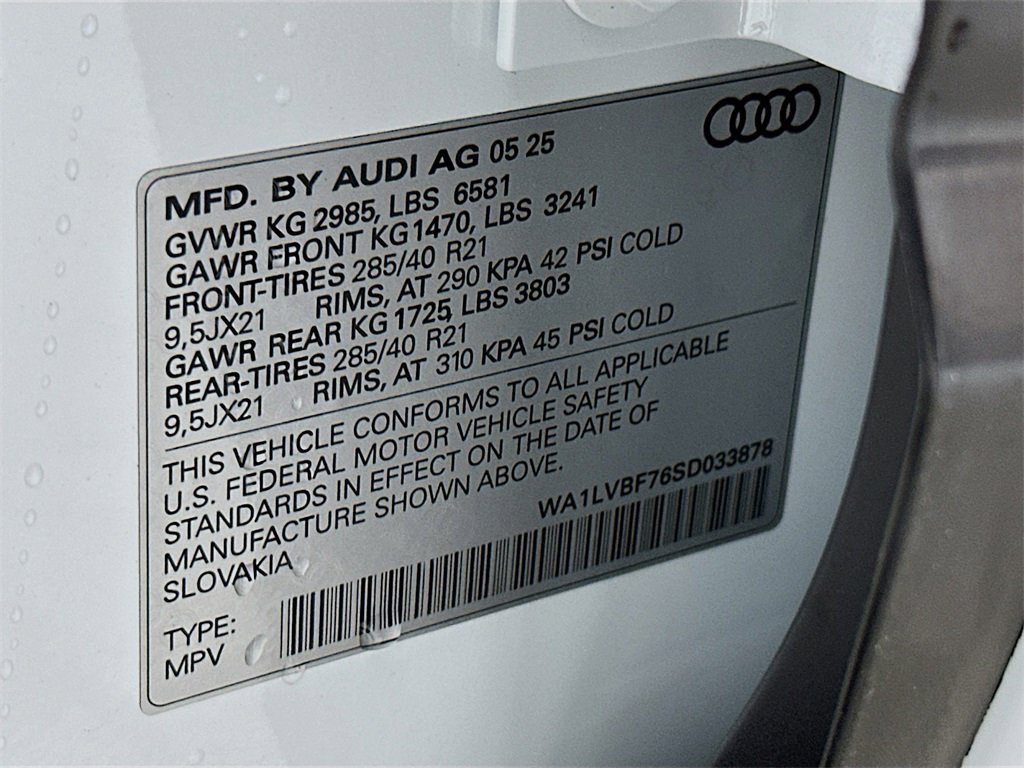 MFD. BY AUDI AG 05 25
GVWR KG 2985, LBS 6581
GAWR FRONT KG 1470, LBS 3241
FRONT-TIRES 285/40 R21
9,5JX21 RIMS, AT 290 KPA 42 PSI COLD
GAWR REAR KG 1725, LBS 3803
REAR-TIRES 285/40 R21
9,5JX21 RIMS, AT 310 KPA 45 PSI COLD
THIS VEHICLE CONFORMS TO ALL APPLICABLE
U.S. FEDERAL MOTOR VEHICLE SAFETY
STANDARDS IN EFFECT ON THE DATE OF
MANUFACTURE SHOWN ABOVE.
SLOVAKIA
WA1LVBF76SD033878
TYPE:
MPV